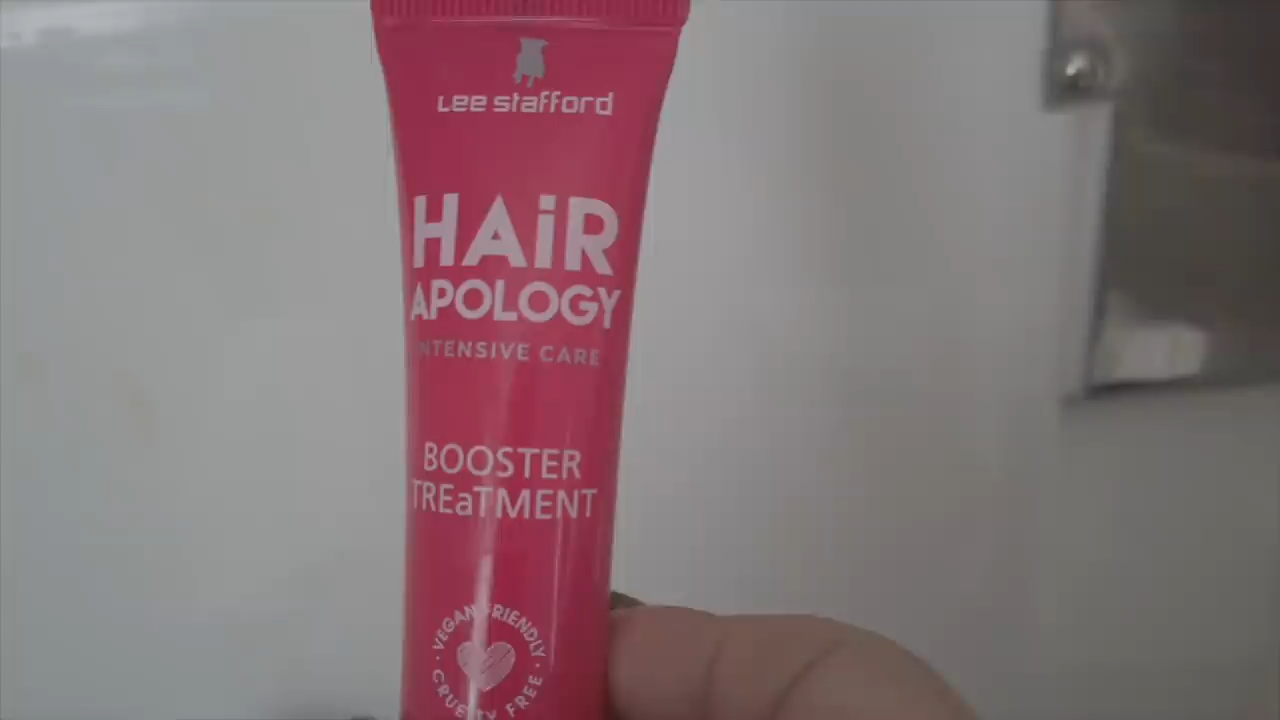 Lee Stafford
HAiR
APOLOGY
INTENSIVE CARE
BOOSTER
TREaTMENT
· VEGAN FRIENDLY ·
CRUELTY FREE